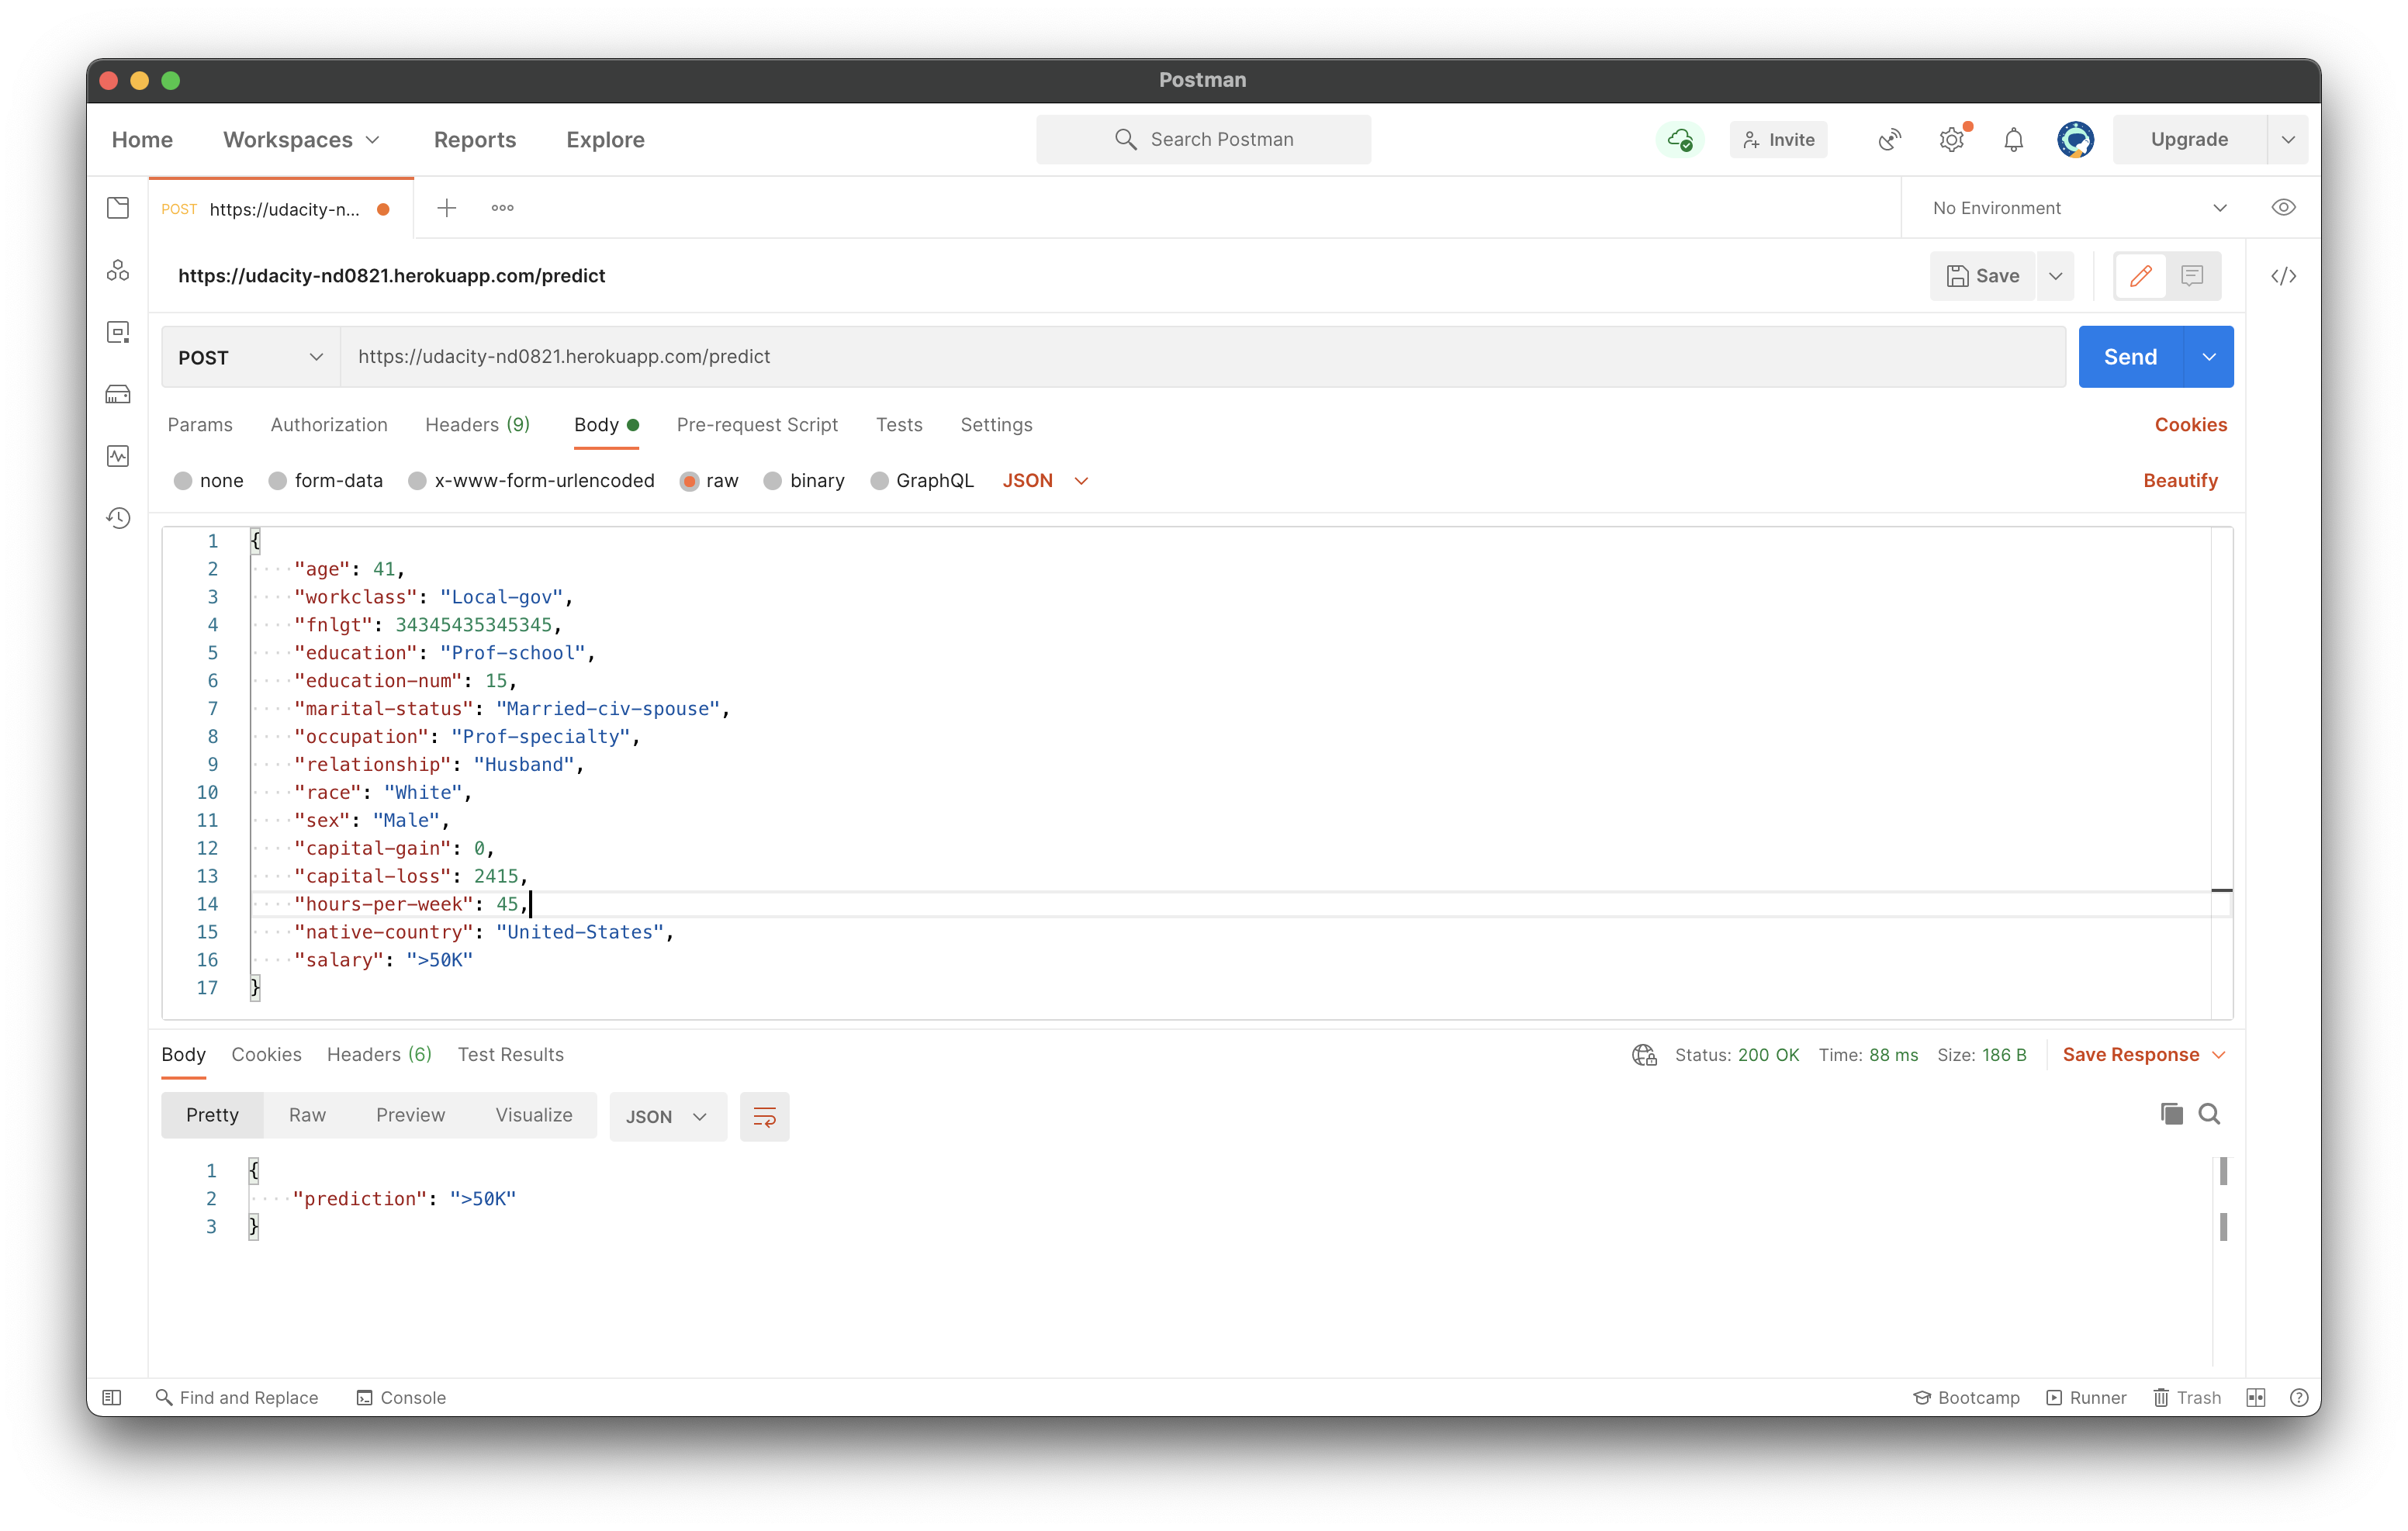 Postman
Home Workspaces Reports Explore Search Postman Invite Upgrade
POST https://udacity-n... No Environment
https://udacity-nd0821.herokuapp.com/predict Save
POST https://udacity-nd0821.herokuapp.com/predict Send
Params Authorization Headers (9) Body Pre-request Script Tests Settings Cookies
none form-data x-www-form-urlencoded raw binary GraphQL JSON Beautify
1 {
2 "age": 41,
3 "workclass": "Local-gov",
4 "fnlgt": 34345435345345,
5 "education": "Prof-school",
6 "education-num": 15,
7 "marital-status": "Married-civ-spouse",
8 "occupation": "Prof-specialty",
9 "relationship": "Husband",
10 "race": "White",
11 "sex": "Male",
12 "capital-gain": 0,
13 "capital-loss": 2415,
14 "hours-per-week": 45,
15 "native-country": "United-States",
16 "salary": ">50K"
17 }
Body Cookies Headers (6) Test Results Status: 200 OK Time: 88 ms Size: 186 B Save Response
Pretty Raw Preview Visualize JSON
1 {
2 "prediction": ">50K"
3 }
Find and Replace Console Bootcamp Runner Trash